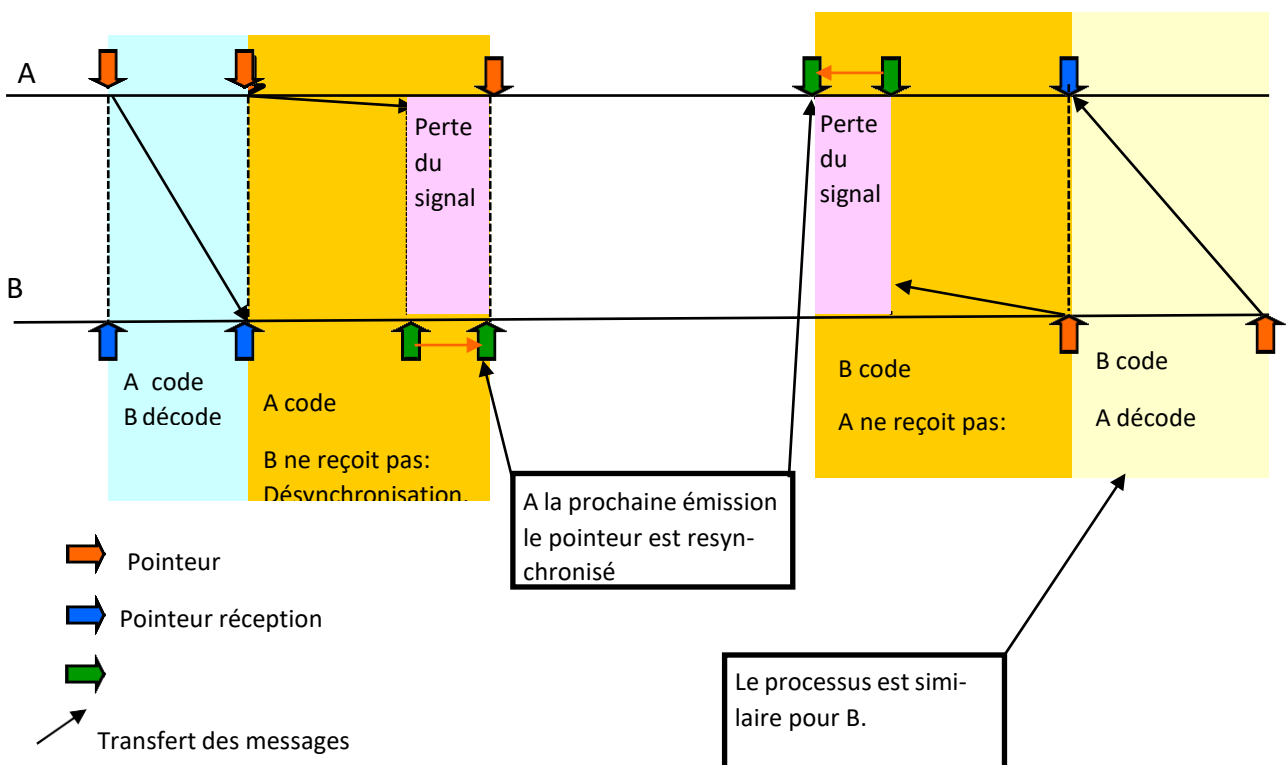 A
Perte
du
signal
Perte
du
signal
B
A code
B décode
A code
B ne reçoit pas:
Désynchronisation.
B code
A ne reçoit pas:
B code
A décode
A la prochaine émission
le pointeur est resyn-
chronisé
Pointeur
Pointeur réception
Transfert des messages
Le processus est simi-
laire pour B.